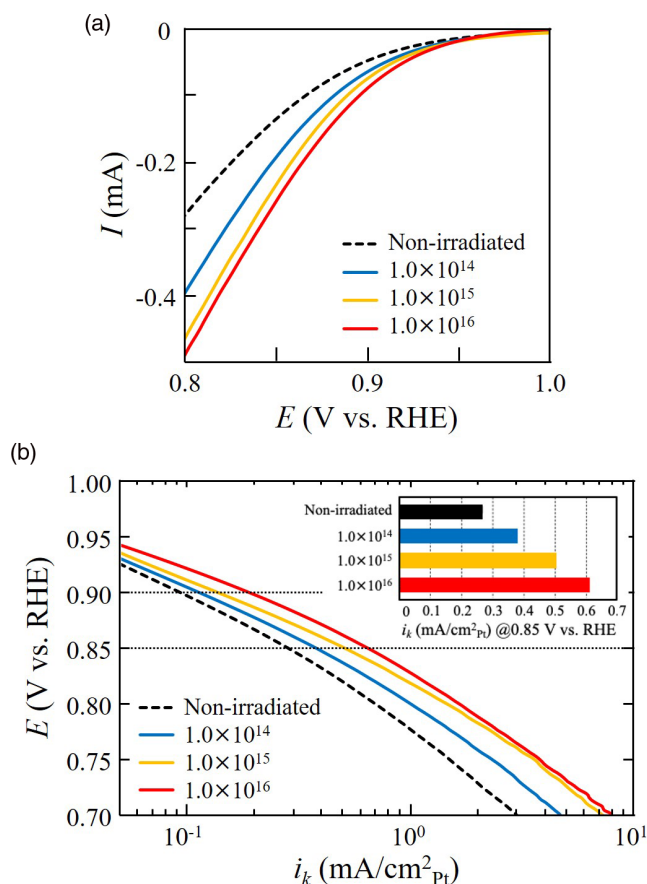 (a)
0
-0.2
-0.4
I (mA)
Non-irradiated
1.0×10¹⁴
1.0×10¹⁵
1.0×10¹⁶
0.8
0.9
1.0
E (V vs. RHE)
(b)
1.00
0.95
0.90
0.85
0.80
0.75
0.70
E (V vs. RHE)
Non-irradiated
1.0×10¹⁴
1.0×10¹⁵
1.0×10¹⁶
0 0.1 0.2 0.3 0.4 0.5 0.6 0.7
iₖ (mA/cm²Pt) @0.85 V vs. RHE
Non-irradiated
1.0×10¹⁴
1.0×10¹⁵
1.0×10¹⁶
10⁻¹
10⁰
10¹
iₖ (mA/cm²Pt)